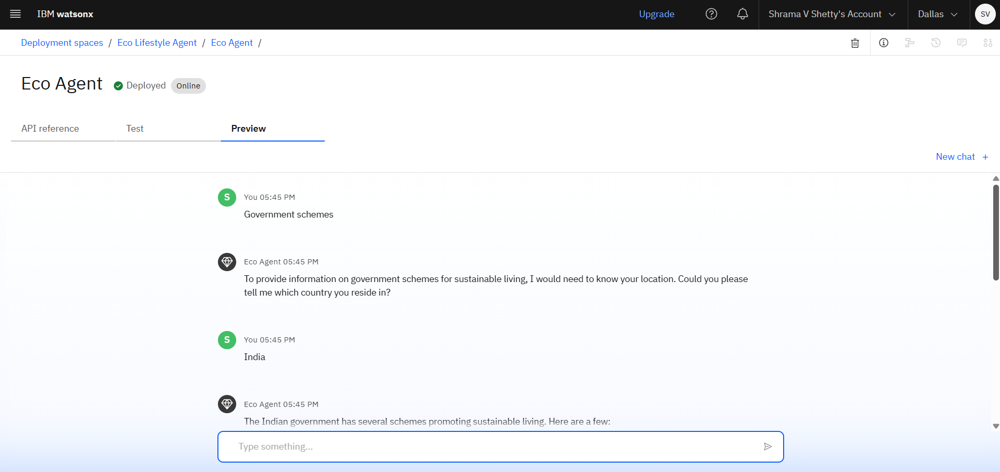 IBM watsonx
Upgrade
Shrama V Shetty's Account
Dallas
SV
Deployment spaces / Eco Lifestyle Agent / Eco Agent /
Eco Agent
Deployed
Online
API reference
Test
Preview
New chat +
S
You 05:45 PM
Government schemes
Eco Agent 05:45 PM
To provide information on government schemes for sustainable living, I would need to know your location. Could you please
tell me which country you reside in?
S
You 05:45 PM
India
Eco Agent 05:45 PM
The Indian government has several schemes promoting sustainable living. Here are a few:
Type something...